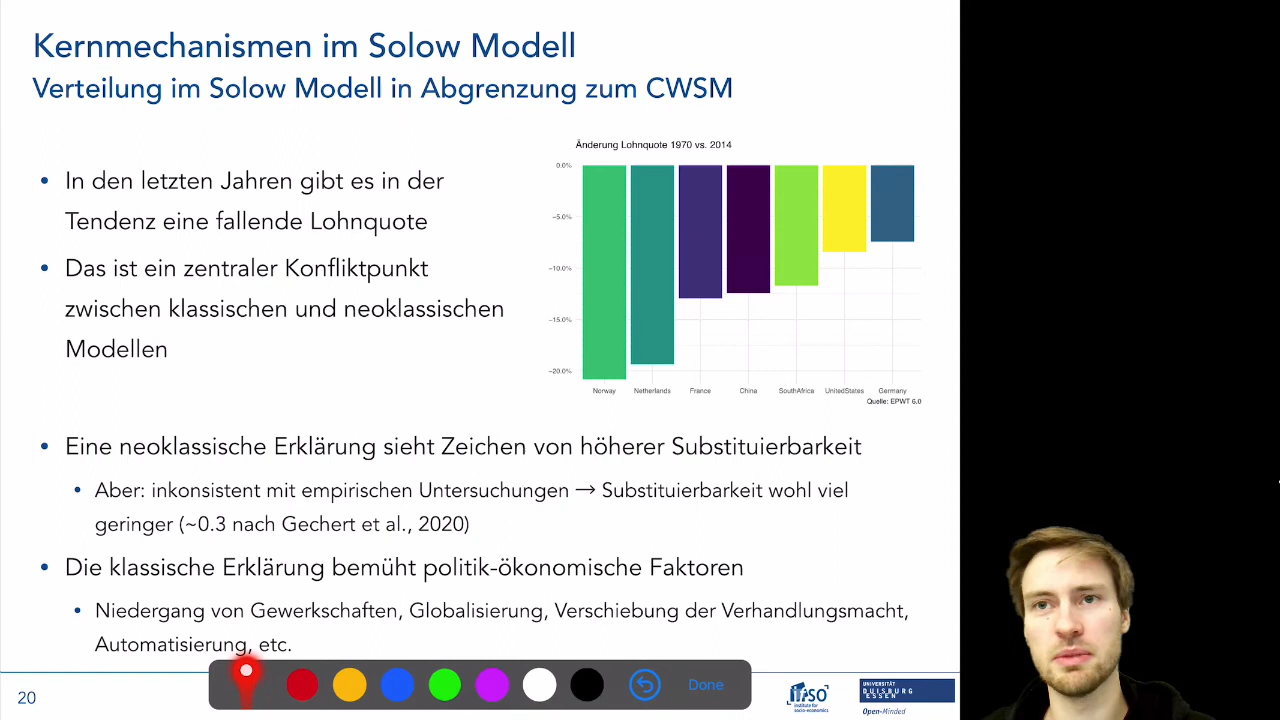 Kernmechanismen im Solow Modell
Verteilung im Solow Modell in Abgrenzung zum CWSM
• In den letzten Jahren gibt es in der
Tendenz eine fallende Lohnquote
• Das ist ein zentraler Konfliktpunkt
zwischen klassischen und neoklassischen
Modellen
Änderung Lohnquote 1970 vs. 2014
0.0%
−5.0%
−10.0%
−15.0%
−20.0%
Norway Netherlands France China SouthAfrica UnitedStates Germany
Quelle: EPWT 6.0
• Eine neoklassische Erklärung sieht Zeichen von höherer Substituierbarkeit
• Aber: inkonsistent mit empirischen Untersuchungen → Substituierbarkeit wohl viel
geringer (~0.3 nach Gechert et al., 2020)
• Die klassische Erklärung bemüht politik-ökonomische Faktoren
• Niedergang von Gewerkschaften, Globalisierung, Verschiebung der Verhandlungsmacht,
Automatisierung, etc.
Done
20
ifso
institute for
socio-economics
UNIVERSITÄT
DUISBURG
ESSEN
Open-Minded